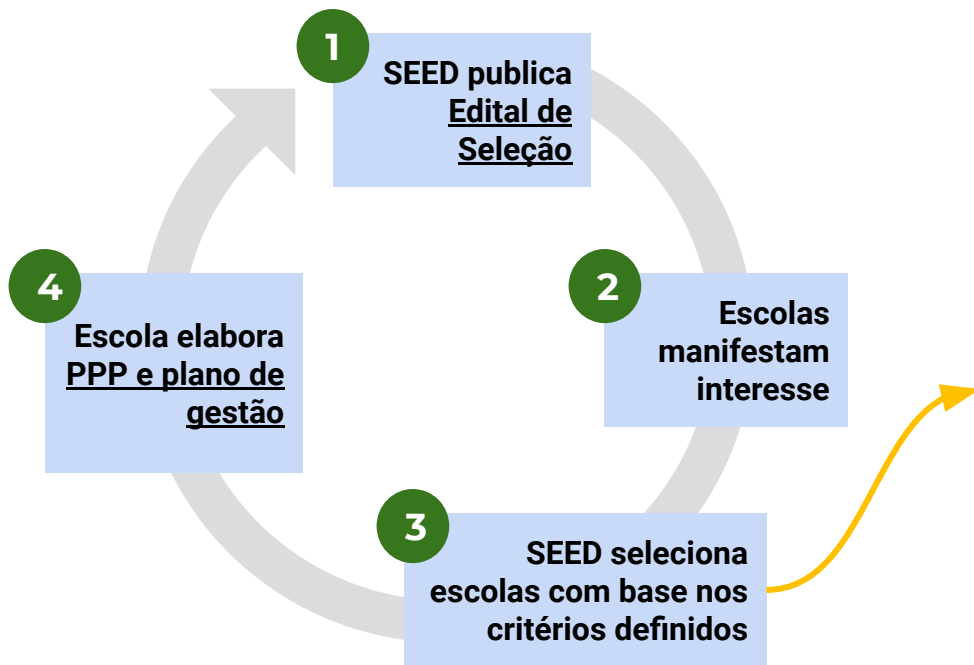 1
SEED publica
Edital de
Seleção
2
Escolas
manifestam
interesse
3
SEED seleciona
escolas com base nos
critérios definidos
4
Escola elabora
PPP e plano de
gestão